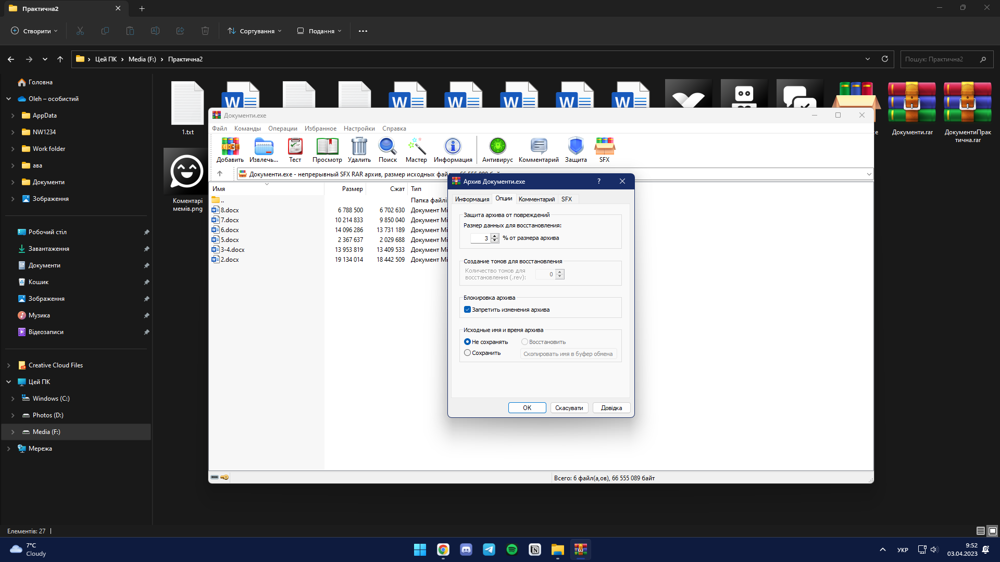 Практична2
Створити
Сортування
Подання
Цей ПК
Media (F:)
Практична2
Пошук: Практична2
Головна
Oleh – особистий
AppData
NW1234
Work folder
ава
Документи
Зображення
Робочий стіл
Завантаження
Документи
Кошик
Зображення
Музика
Відеозаписи
Creative Cloud Files
Цей ПК
Windows (C:)
Photos (D:)
Media (F:)
Мережа
1.txt
Коментарі
мемів.png
Документи.rar
ДокументиПрак
тична.rar
Документи.exe
Файл Команды Операции Избранное Настройки Справка
Добавить Извлечь... Тест Просмотр Удалить Поиск Мастер Информация Антивирус Комментарий Защита SFX
Документи.exe - непрерывный SFX RAR архив, размер исходных фай
Имя Размер Сжат Тип
.. Папка файлі
8.docx 6 788 500 6 702 630 Документ Mi
7.docx 10 214 833 9 850 040 Документ Mi
6.docx 14 096 286 13 731 189 Документ Mi
5.docx 2 367 637 2 029 688 Документ Mi
3-4.docx 13 953 819 13 409 533 Документ Mi
2.docx 19 134 014 18 442 509 Документ Mi
Всего: 6 файл(а,ов), 66 555 089 байт
Архив Документи.exe
?
Информация Опции Комментарий SFX
Защита архива от повреждений
Размер данных для восстановления:
3 % от размера архива
Создание томов для восстановления
Количество томов для
восстановления (.rev):
0
Блокировка архива
Запретить изменения архива
Исходные имя и время архива
Не сохранять Восстановить
Сохранить Скопировать имя в буфер обмена
OK Скасувати Довідка
Елементів: 27
7°C
Cloudy
УКР
9:52
03.04.2023